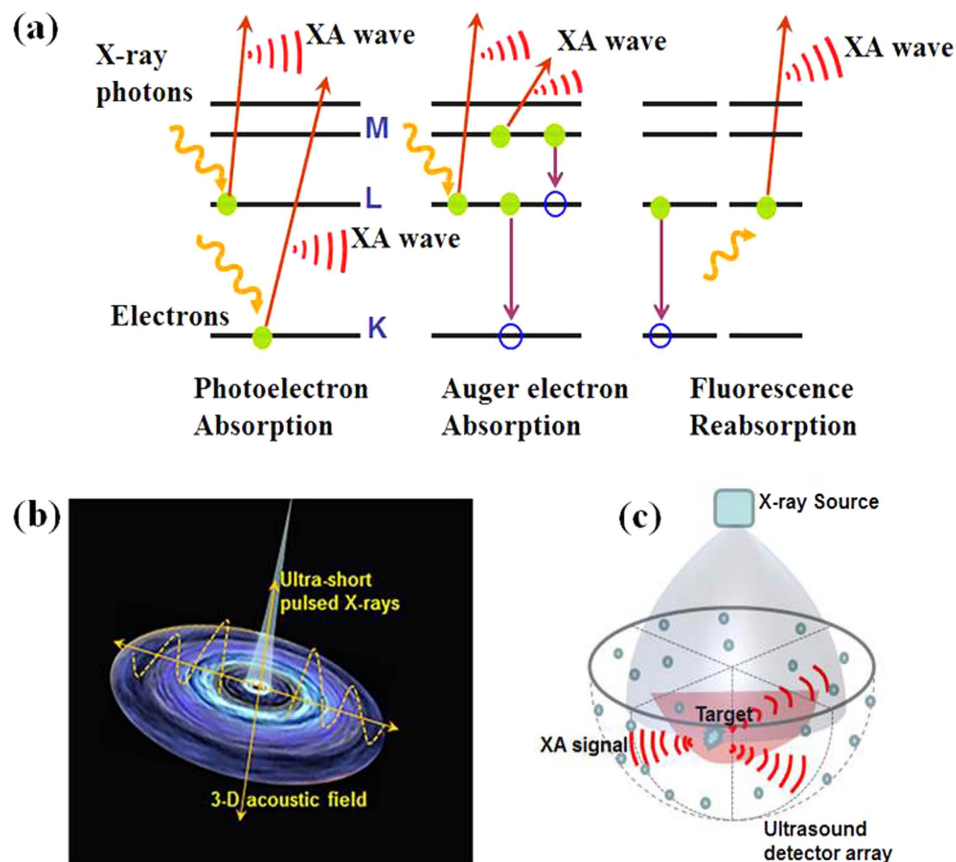 (a)
XA wave
X-ray
photons
XA wave
XA wave
M
L
XA wave
Electrons
K
Photoelectron
Absorption
Auger electron
Absorption
Fluorescence
Reabsorption
(b)
Ultra-short
pulsed X-rays
3-D acoustic field
(c)
X-ray Source
Target
XA signal
Ultrasound
detector array